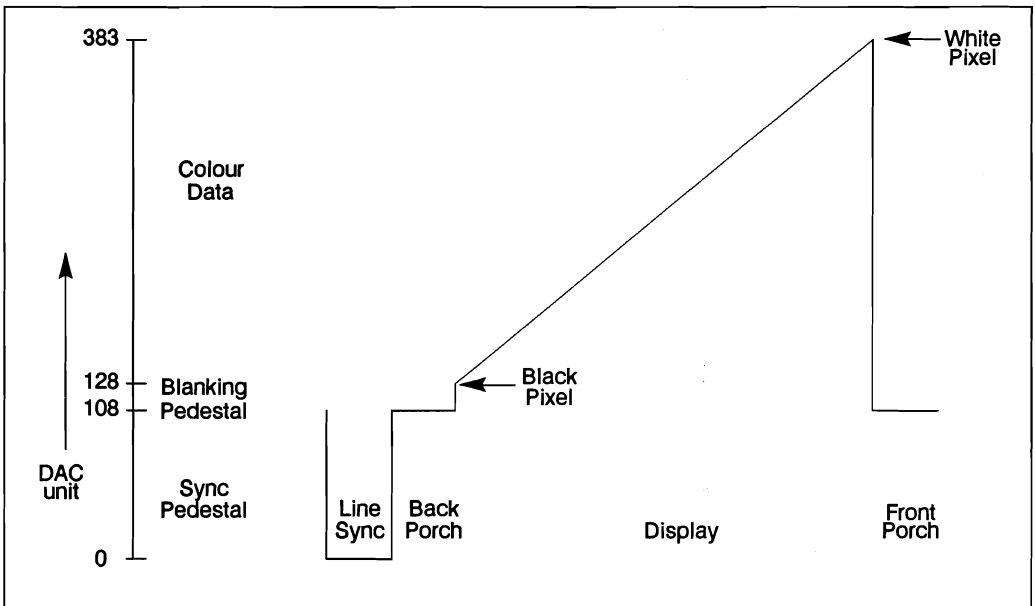 383
White
Pixel
Colour
Data
128
Blanking
Black
Pixel
108
Pedestal
DAC
unit
Sync
Pedestal
Line
Sync
Back
Porch
Display
Front
Porch
0